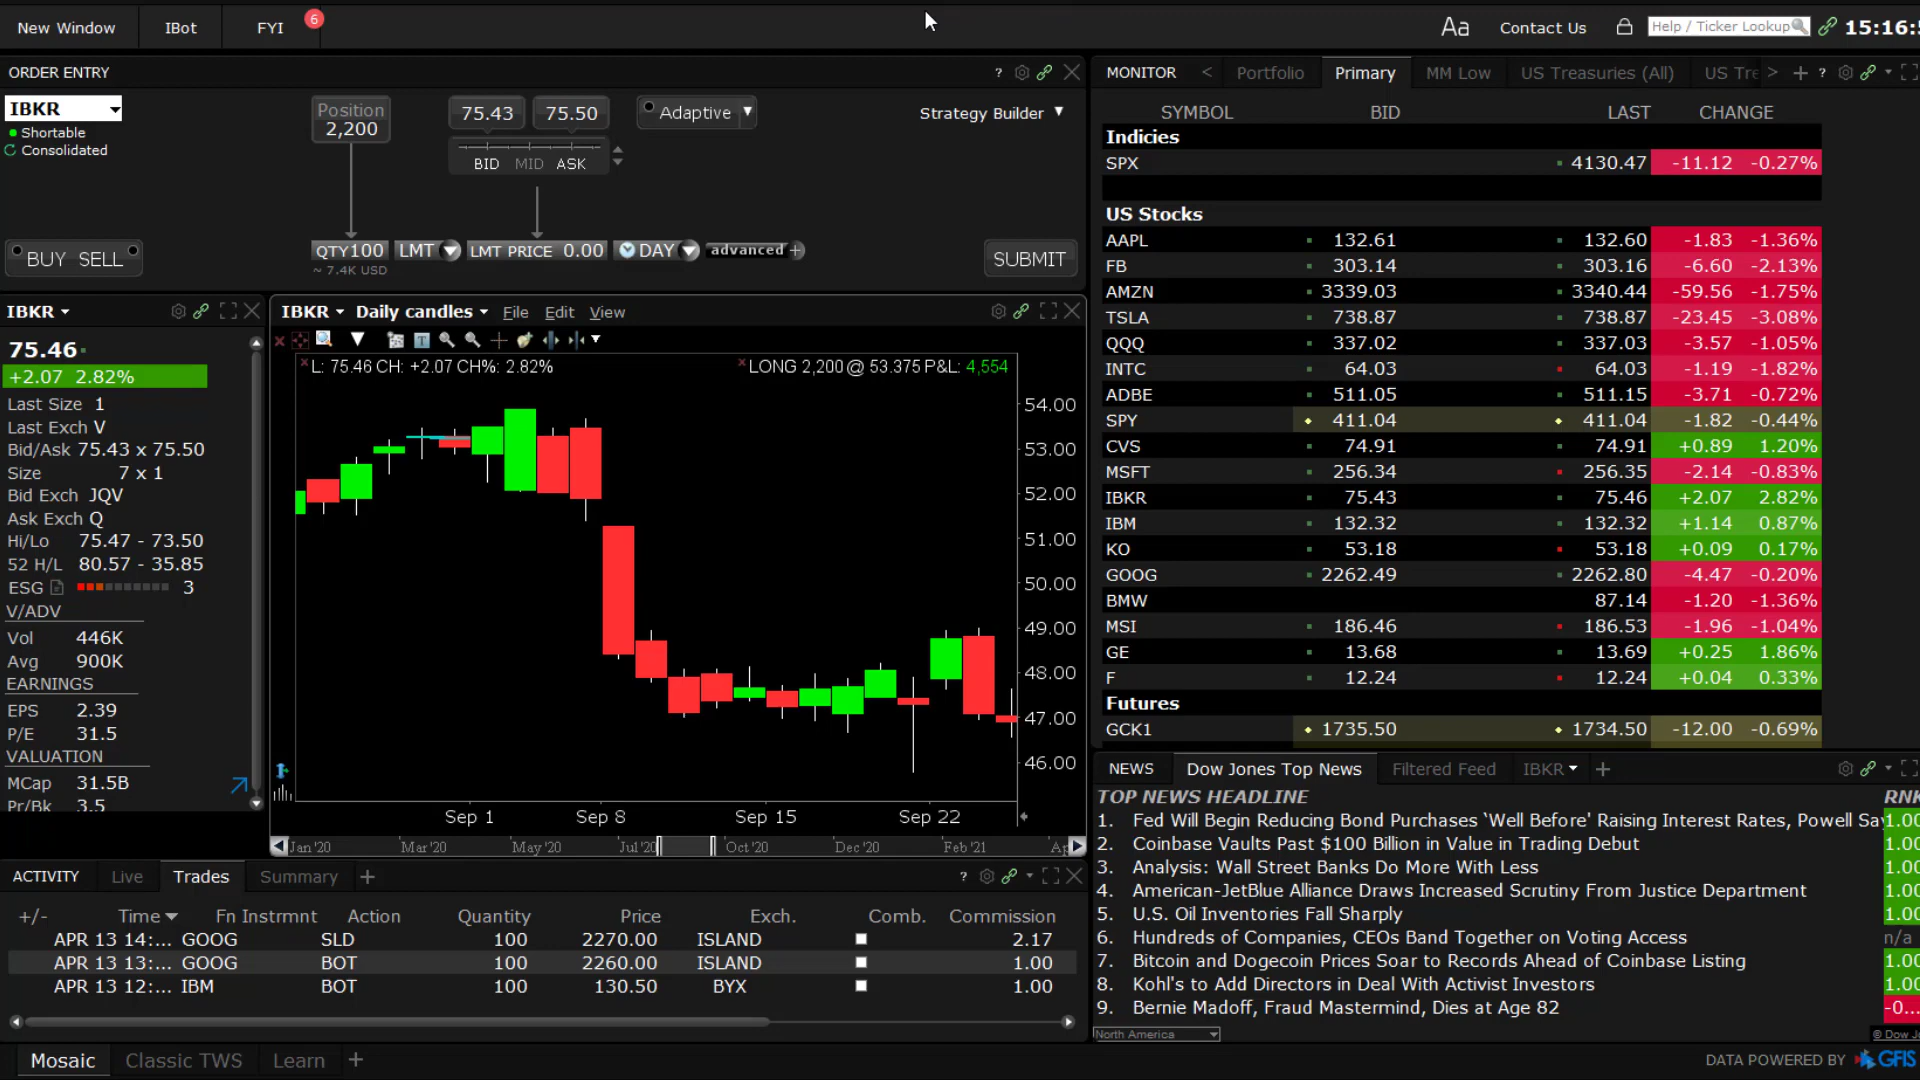 New Window IBot FYI 6 Aa Contact Us Help / Ticker Lookup 15:16:
ORDER ENTRY ?
IBKR
Shortable
Consolidated
Position
2,200
75.43 75.50 Adaptive Strategy Builder
BID MID ASK
BUY SELL QTY 100 LMT LMT PRICE 0.00 DAY advanced + SUBMIT
~ 7.4K USD
IBKR
75.46
+2.07 2.82%
Last Size 1
Last Exch V
Bid/Ask 75.43 x 75.50
Size 7 x 1
Bid Exch JQV
Ask Exch Q
Hi/Lo 75.47 - 73.50
52 H/L 80.57 - 35.85
ESG 3
V/ADV
Vol 446K
Avg 900K
EARNINGS
EPS 2.39
P/E 31.5
VALUATION
MCap 31.5B
Pr/Bk 3.5
IBKR Daily candles File Edit View
L: 75.46 CH: +2.07 CH%: 2.82% LONG 2,200@ 53.375 P&L: 4,554
54.00
53.00
52.00
51.00
50.00
49.00
48.00
47.00
46.00
Sep 1 Sep 8 Sep 15 Sep 22
Jan '20 Mar '20 May '20 Jul '20 Oct '20 Dec '20 Feb '21
ACTIVITY Live Trades Summary + ?
+/- Time Fn Instrmnt Action Quantity Price Exch. Comb. Commission
APR 13 14:... GOOG SLD 100 2270.00 ISLAND 2.17
APR 13 13:... GOOG BOT 100 2260.00 ISLAND 1.00
APR 13 12:... IBM BOT 100 130.50 BYX 1.00
MONITOR < Portfolio Primary MM Low US Treasuries (All) US Tre > + ?
SYMBOL BID LAST CHANGE
Indicies
SPX 4130.47 -11.12 -0.27%
US Stocks
AAPL 132.61 132.60 -1.83 -1.36%
FB 303.14 303.16 -6.60 -2.13%
AMZN 3339.03 3340.44 -59.56 -1.75%
TSLA 738.87 738.87 -23.45 -3.08%
QQQ 337.02 337.03 -3.57 -1.05%
INTC 64.03 64.03 -1.19 -1.82%
ADBE 511.05 511.15 -3.71 -0.72%
SPY 411.04 411.04 -1.82 -0.44%
CVS 74.91 74.91 +0.89 1.20%
MSFT 256.34 256.35 -2.14 -0.83%
IBKR 75.43 75.46 +2.07 2.82%
IBM 132.32 132.32 +1.14 0.87%
KO 53.18 53.18 +0.09 0.17%
GOOG 2262.49 2262.80 -4.47 -0.20%
BMW 87.14 -1.20 -1.36%
MSI 186.46 186.53 -1.96 -1.04%
GE 13.68 13.69 +0.25 1.86%
F 12.24 12.24 +0.04 0.33%
Futures
GCK1 1735.50 1734.50 -12.00 -0.69%
NEWS Dow Jones Top News Filtered Feed IBKR +
TOP NEWS HEADLINE RNK
1. Fed Will Begin Reducing Bond Purchases 'Well Before' Raising Interest Rates, Powell Say 1.00
2. Coinbase Vaults Past $100 Billion in Value in Trading Debut 1.00
3. Analysis: Wall Street Banks Do More With Less 1.00
4. American-JetBlue Alliance Draws Increased Scrutiny From Justice Department 1.00
5. U.S. Oil Inventories Fall Sharply 1.00
6. Hundreds of Companies, CEOs Band Together on Voting Access n/a
7. Bitcoin and Dogecoin Prices Soar to Records Ahead of Coinbase Listing 1.00
8. Kohl's to Add Directors in Deal With Activist Investors 1.00
9. Bernie Madoff, Fraud Mastermind, Dies at Age 82 -0...
North America © Dow Jo
Mosaic Classic TWS Learn + DATA POWERED BY GFIS